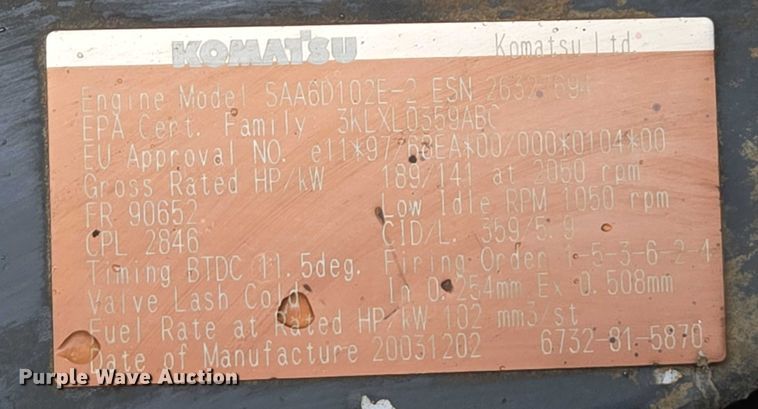 KOMATSU Komatsu Ltd.
Engine Model SAA6D102E-2 ESN
EPA Cert. Family 3KLXL0359ABC
EU Approval NO. e11*97/68EA*00/000*0104*00
Gross Rated HP/kW 189/141 at 2050 rpm
FR 90652 Low Idle RPM 1050 rpm
CPL 2846 CID/L. 359/5.9
Timing BTDC 11.5deg. Firing Order 1-5-3-6-2-4
Valve Lash Cold In 0.254mm Ex 0.508mm
Fuel Rate at Rated HP/kW 102 mm3/st
Date of Manufacture 20031202 6732-81-5870
Purple Wave Auction